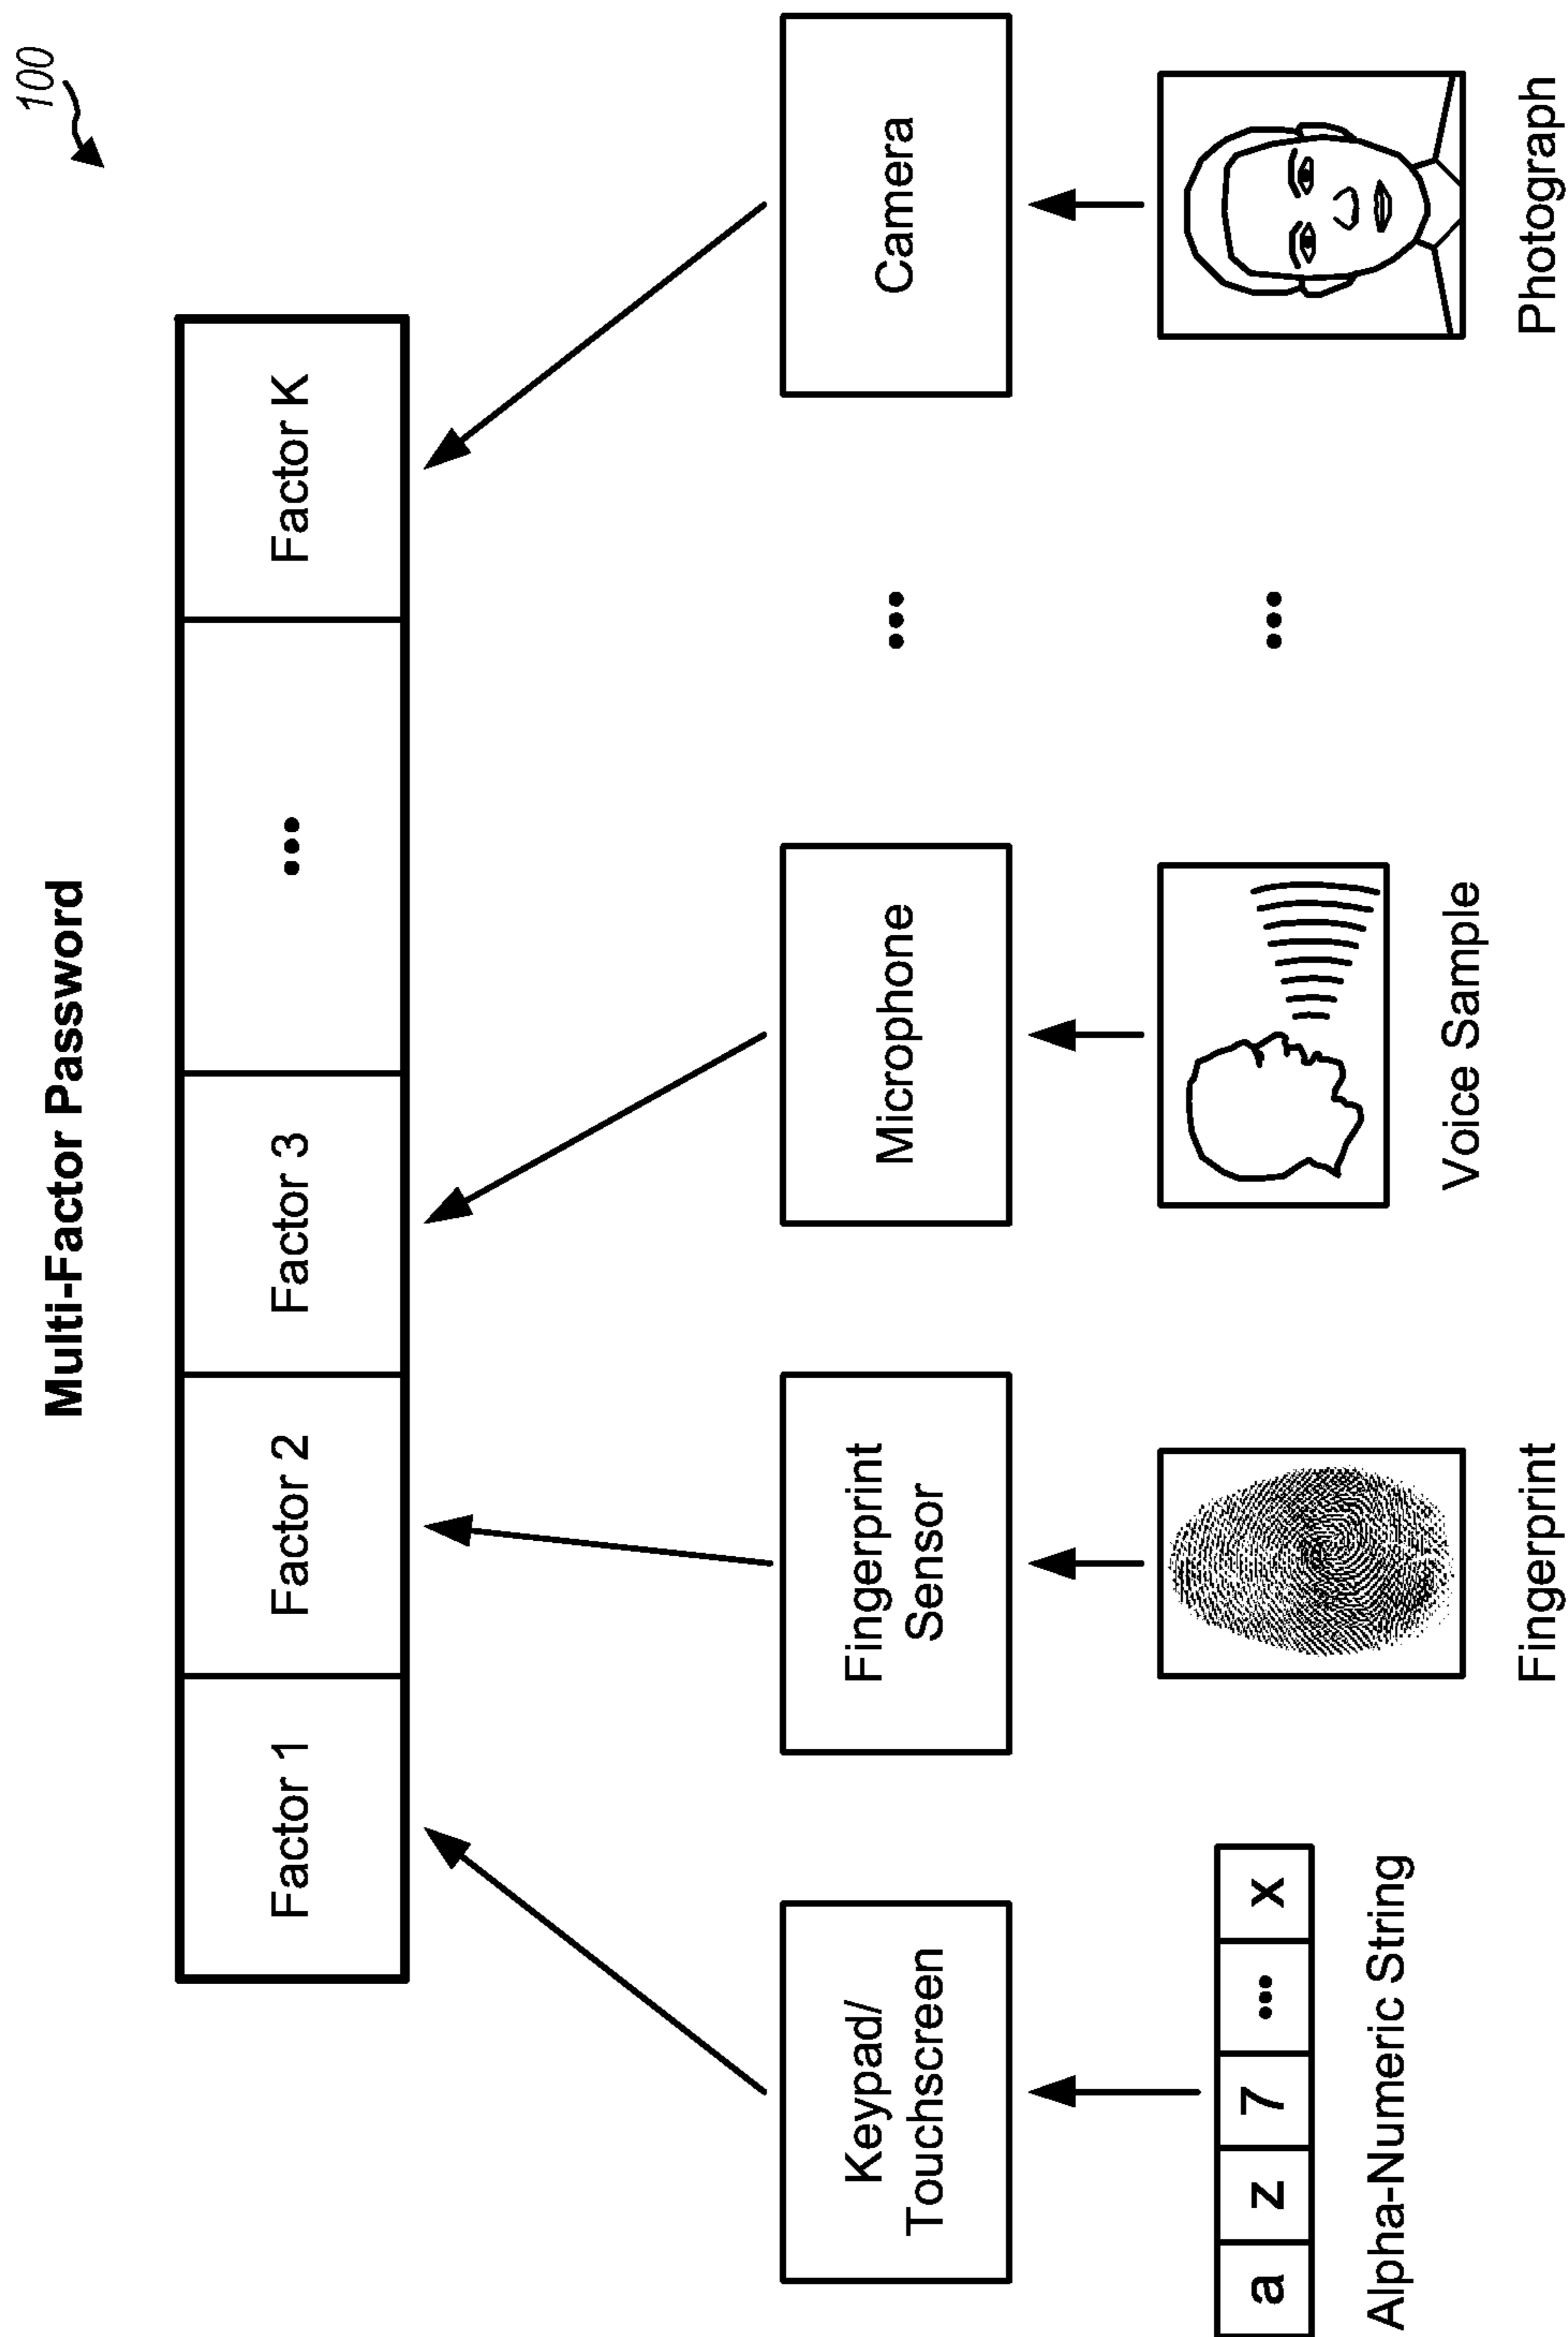 100
Multi-Factor Password
Factor 1
Factor 2
Factor 3
...
Factor K
Keypad/
Touchscreen
Fingerprint
Sensor
Microphone
...
Camera
a z 7 ... x
...
Alpha-Numeric String
Fingerprint
Voice Sample
Photograph